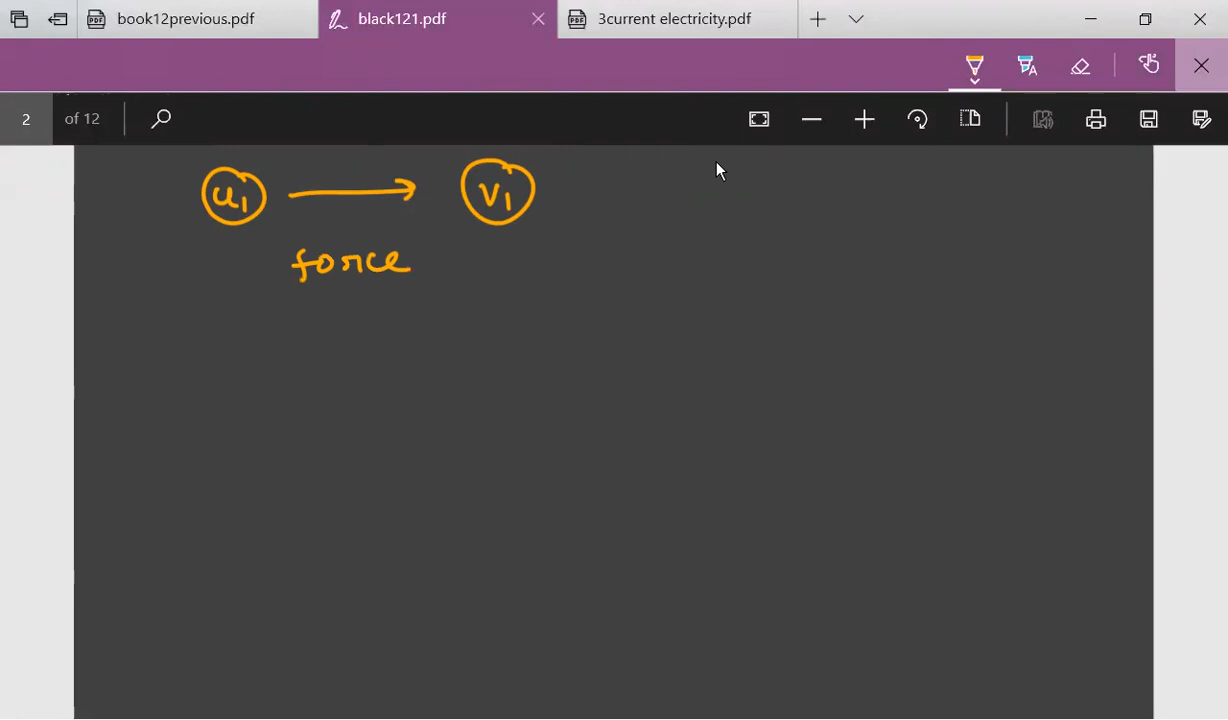 book12previous.pdf
black121.pdf
3current electricity.pdf
2 of 12
u1 → v1
force